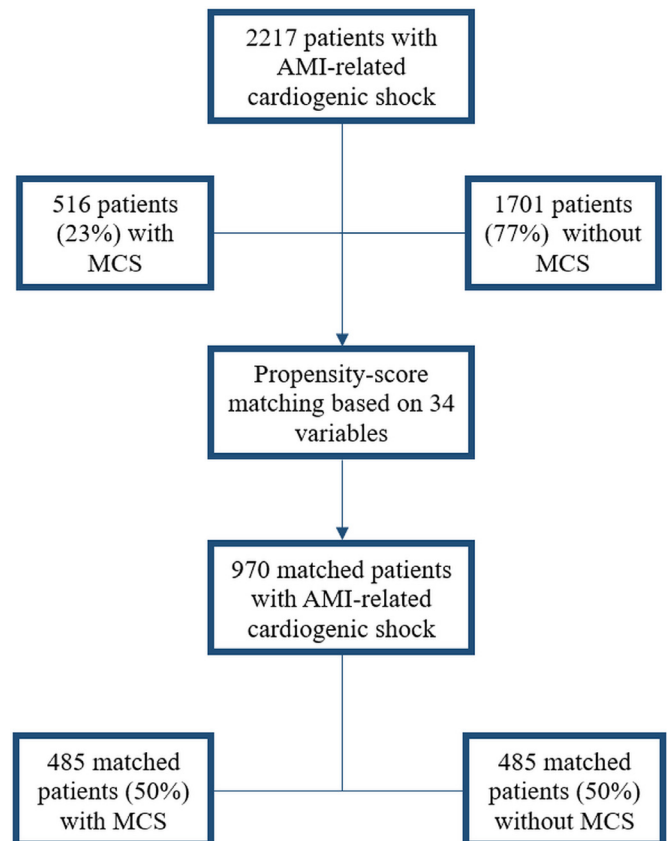 2217 patients with
AMI-related
cardiogenic shock
516 patients
(23%) with
MCS
1701 patients
(77%) without
MCS
Propensity-score
matching based on 34
variables
970 matched patients
with AMI-related
cardiogenic shock
485 matched
patients (50%)
with MCS
485 matched
patients (50%)
without MCS